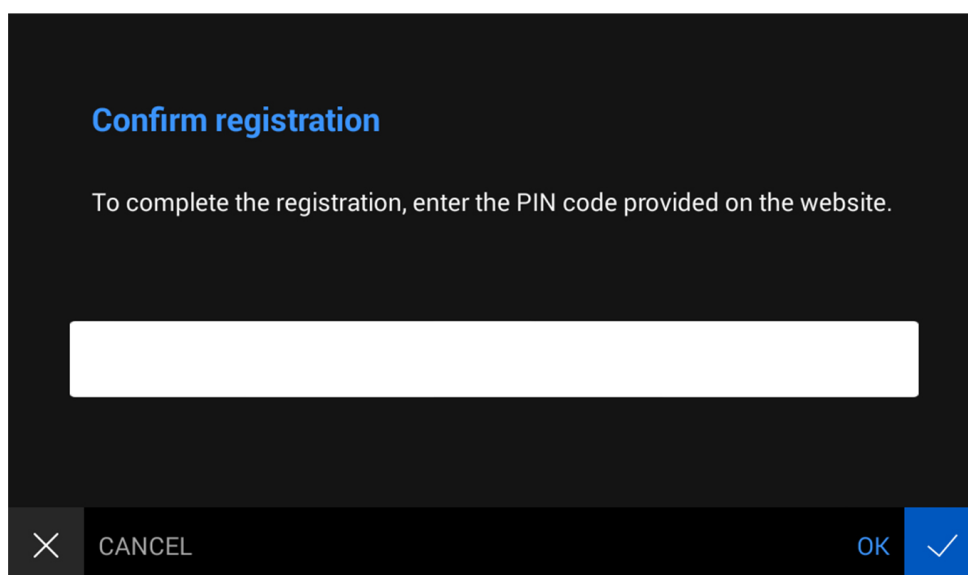 Confirm registration
To complete the registration, enter the PIN code provided on the website.
CANCEL
OK